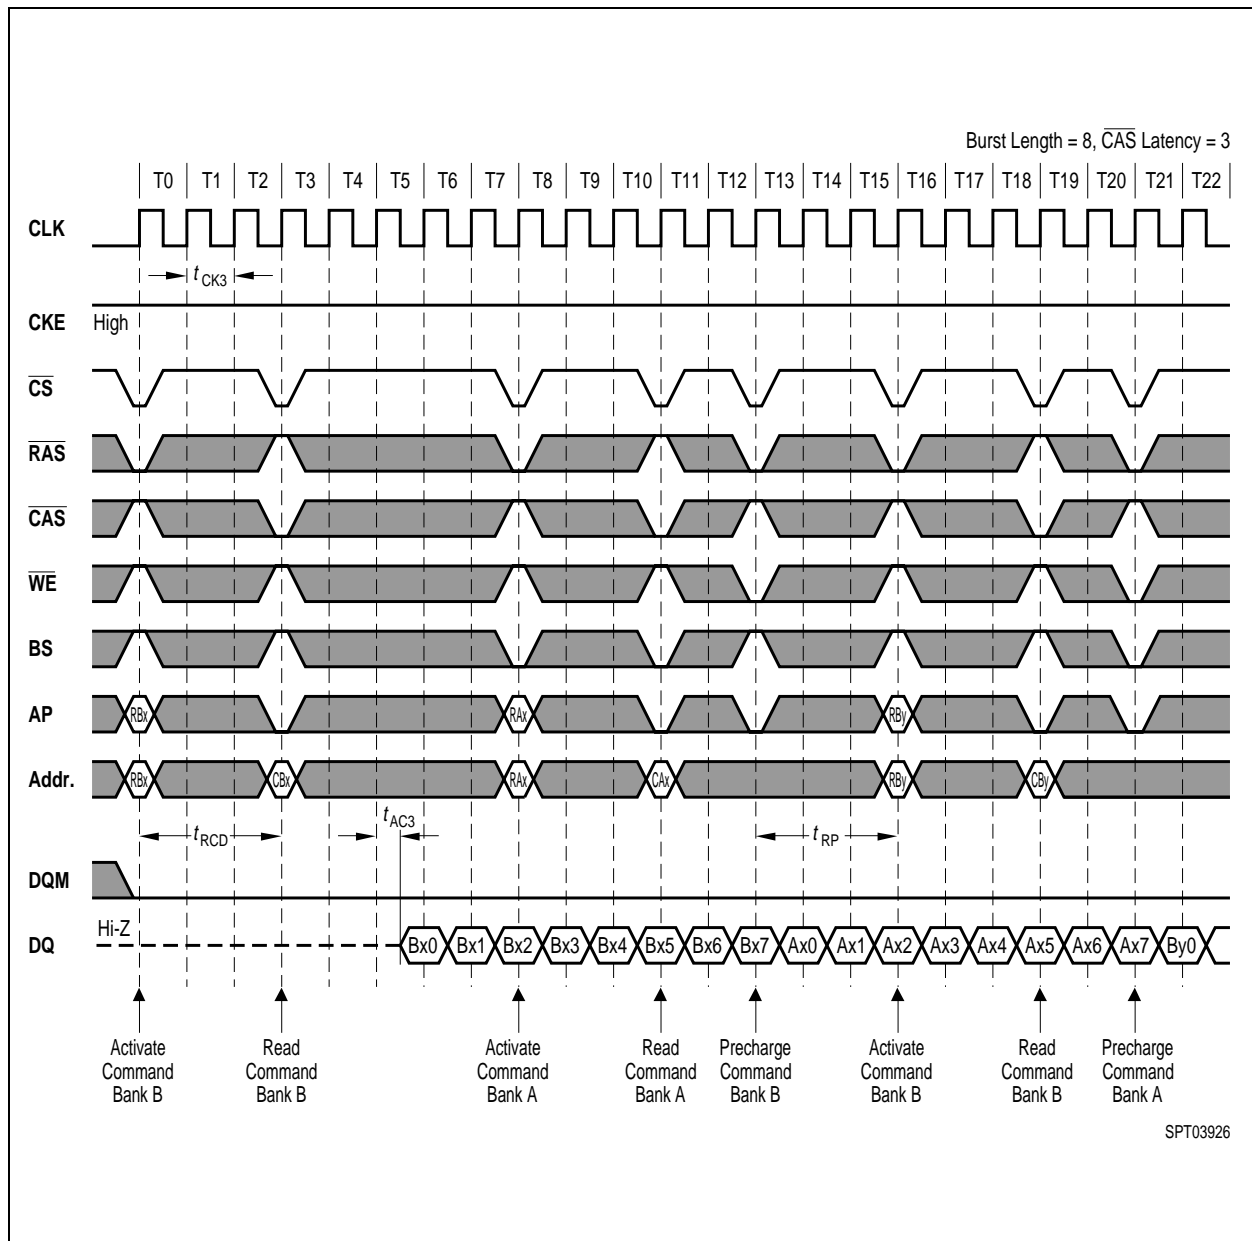 Burst Length = 8, CAS Latency = 3
T0 T1 T2 T3 T4 T5 T6 T7 T8 T9 T10 T11 T12 T13 T14 T15 T16 T17 T18 T19 T20 T21 T22
CLK
t CK3
CKE High
CS
RAS
CAS
WE
BS
AP RBx RAx RBy
Addr. RBx CBx RAx CAx RBy CBy
t RCD t AC3 t RP
DQM
Hi-Z
DQ Bx0 Bx1 Bx2 Bx3 Bx4 Bx5 Bx6 Bx7 Ax0 Ax1 Ax2 Ax3 Ax4 Ax5 Ax6 Ax7 By0
Activate Read Activate Read Precharge Activate Read Precharge
Command Command Command Command Command Command Command Command
Bank B Bank B Bank A Bank A Bank B Bank B Bank B Bank A
SPT03926